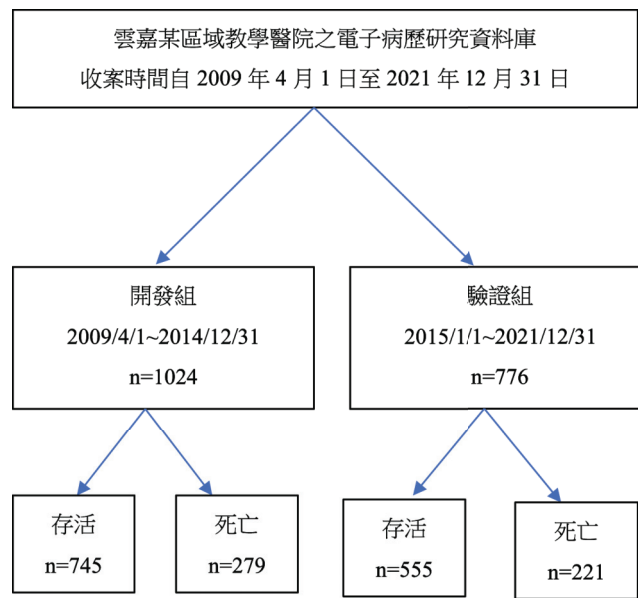 雲嘉某區域教學醫院之電子病歷研究資料庫
收案時間自 2009 年 4 月 1 日至 2021 年 12 月 31 日
開發組
2009/4/1~2014/12/31
n=1024
驗證組
2015/1/1~2021/12/31
n=776
存活
n=745
死亡
n=279
存活
n=555
死亡
n=221